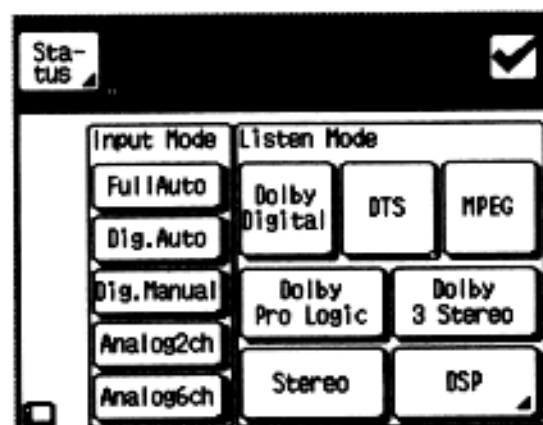 Sta-
tus
Input Mode
Listen Mode
FullAuto
Dig.Auto
Dig.Manual
Analog2ch
Analog6ch
Dolby
Digital
DTS
MPEG
Dolby
Pro Logic
Dolby
3 Stereo
Stereo
DSP